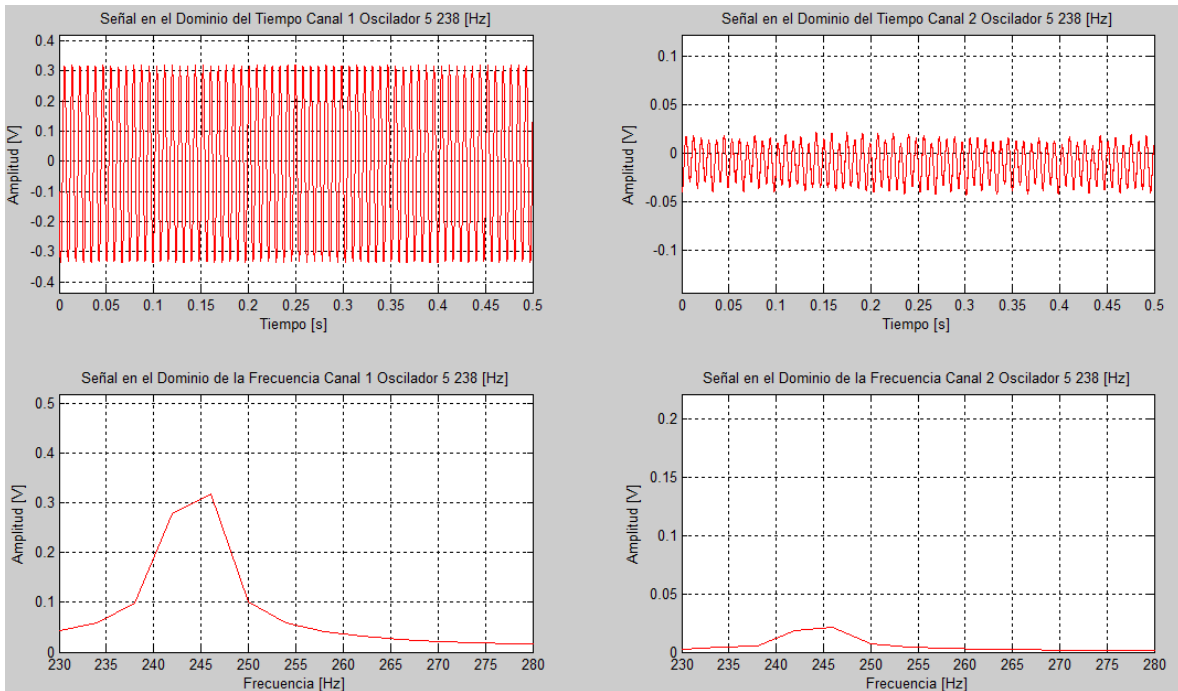 Señal en el Dominio del Tiempo Canal 1 Oscilador 5 238 [Hz]
Amplitud [V]
0.4
0.3
0.2
0.1
0
-0.1
-0.2
-0.3
-0.4
0 0.05 0.1 0.15 0.2 0.25 0.3 0.35 0.4 0.45 0.5
Tiempo [s]
Señal en el Dominio del Tiempo Canal 2 Oscilador 5 238 [Hz]
Amplitud [V]
0.1
0.05
0
-0.05
-0.1
0 0.05 0.1 0.15 0.2 0.25 0.3 0.35 0.4 0.45 0.5
Tiempo [s]
Señal en el Dominio de la Frecuencia Canal 1 Oscilador 5 238 [Hz]
Amplitud [V]
0.5
0.4
0.3
0.2
0.1
0
230 235 240 245 250 255 260 265 270 275 280
Frecuencia [Hz]
Señal en el Dominio de la Frecuencia Canal 2 Oscilador 5 238 [Hz]
Amplitud [V]
0.2
0.15
0.1
0.05
0
230 235 240 245 250 255 260 265 270 275 280
Frecuencia [Hz]